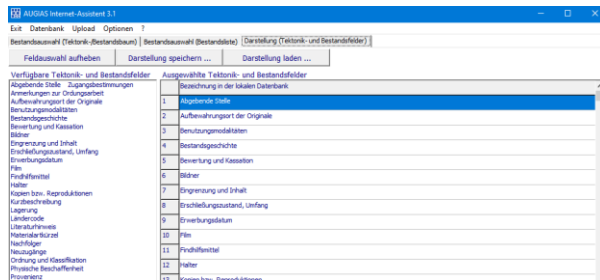 AUGIAS Internet-Assistent 3.1
Exit Datenbank Upload Optionen ?
Bestandsauswahl (Tektonik-/Bestandsbaum) Bestandsauswahl (Bestandsliste) Darstellung (Tektonik- und Bestandsfelder)
Feldauswahl aufheben Darstellung speichern ... Darstellung laden ...
Verfügbare Tektonik- und Bestandsfelder
Abgebende Stelle Zugangsbestimmungen
Anmerkungen zur Ordungsarbeit
Aufbewahrungsort der Originale
Benutzungsmodalitäten
Bestandsgeschichte
Bewertung und Kassation
Bildner
Eingrenzung und Inhalt
Erschließungszustand, Umfang
Erwerbungsdatum
Film
Findhilfsmittel
Halter
Kopien bzw. Reproduktionen
Kurzbeschreibung
Lagerung
Ländercode
Literaturhinweis
Materialartkürzel
Nachfolger
Neuzugänge
Ordnung und Klassifikation
Physische Beschaffenheit
Provenienz
Ausgewählte Tektonik- und Bestandsfelder
Bezeichnung in der lokalen Datenbank
1 Abgebende Stelle
2 Aufbewahrungsort der Originale
3 Benutzungsmodalitäten
4 Bestandsgeschichte
5 Bewertung und Kassation
6 Bildner
7 Eingrenzung und Inhalt
8 Erschließungszustand, Umfang
9 Erwerbungsdatum
10 Film
11 Findhilfsmittel
12 Halter
13 Kopien bzw. Reproduktionen